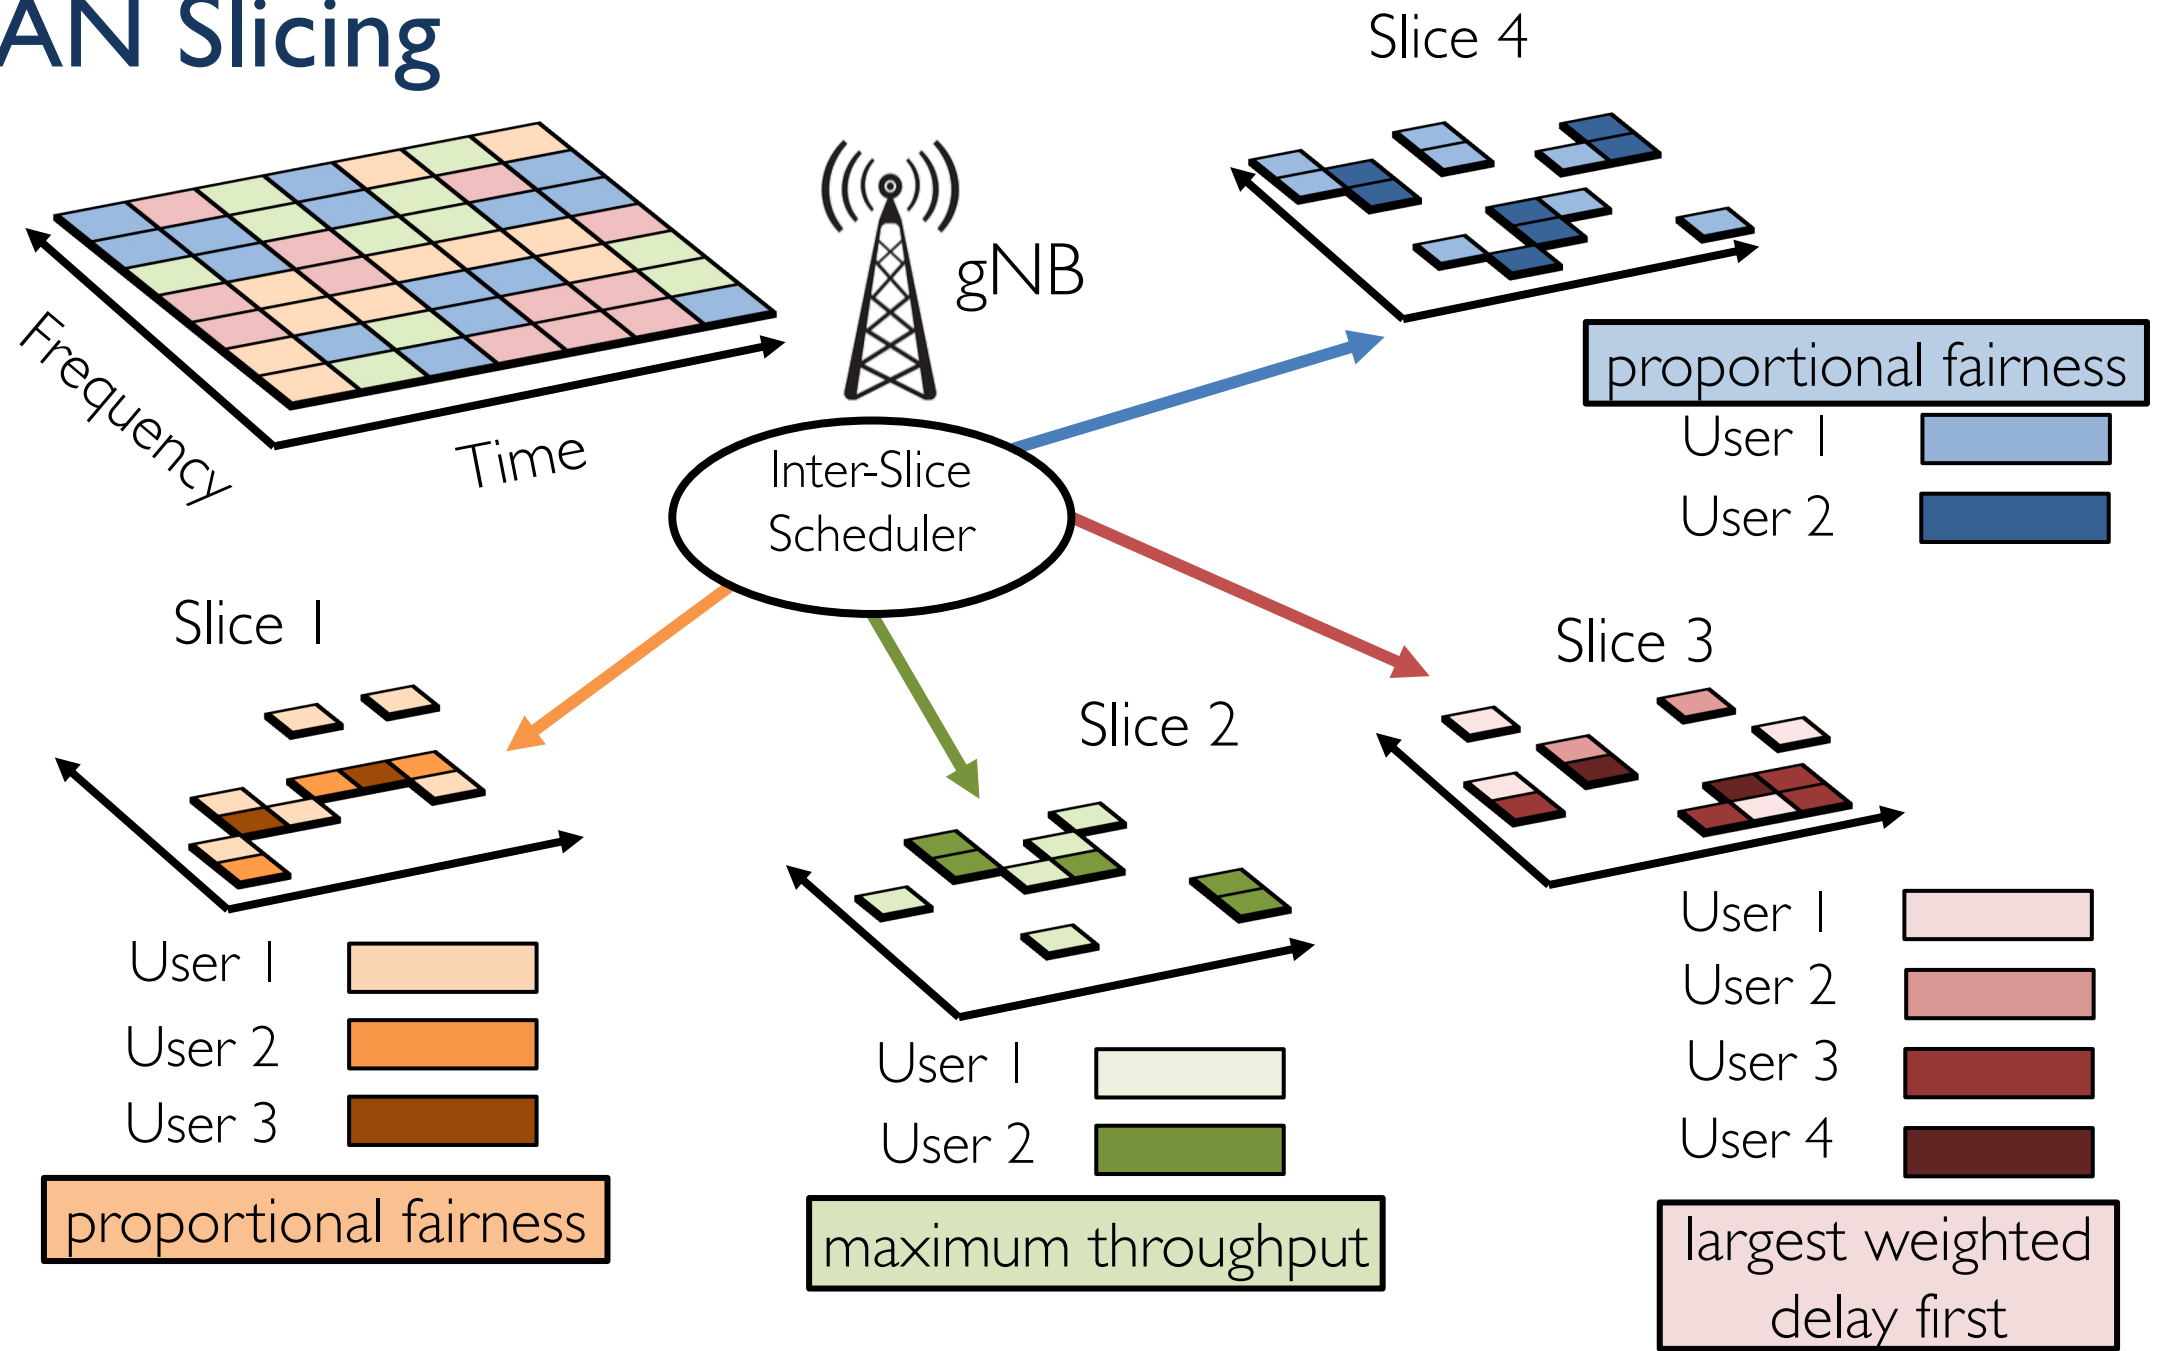 AN Slicing
Slice 4
gNB
Frequency
Time
proportional fairness
User 1
User 2
Inter-Slice
Scheduler
Slice 1
User 1
User 2
User 3
proportional fairness
Slice 2
User 1
User 2
maximum throughput
Slice 3
User 1
User 2
User 3
User 4
largest weighted
delay first